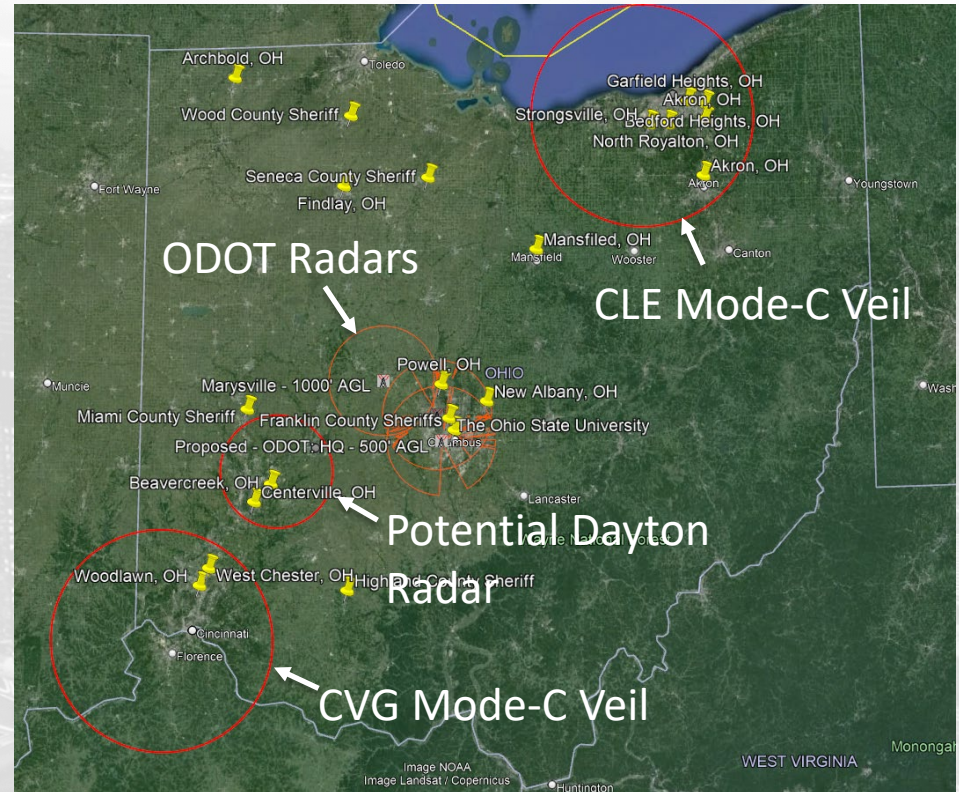 Archbold, OH
Toledo
Garfield Heights, OH
Akron, OH
Wood County Sheriff
Strongsville, OH
Bedford Heights, OH
North Royalton, OH
Seneca County Sheriff
Akron, OH
Akron
Youngstown
Fort Wayne
Findlay, OH
Mansfiled, OH
Mansfield
Wooster
Canton
ODOT Radars
CLE Mode-C Veil
Powell, OH
OHIO
Muncie
Marysville - 1000' AGL
Wash
New Albany, OH
Miami County Sheriff
Franklin County Sheriffs
The Ohio State University
Proposed - ODOT HQ - 500' AGL
Columbus
Beavercreek, OH
Centerville, OH
Lancaster
Potential Dayton
Radar
Wayne National Forest
Woodlawn, OH
West Chester, OH
Highland County Sheriff
Cincinnati
Florence
CVG Mode-C Veil
Monongah
WEST VIRGINIA
Image NOAA
Image Landsat / Copernicus
Huntington